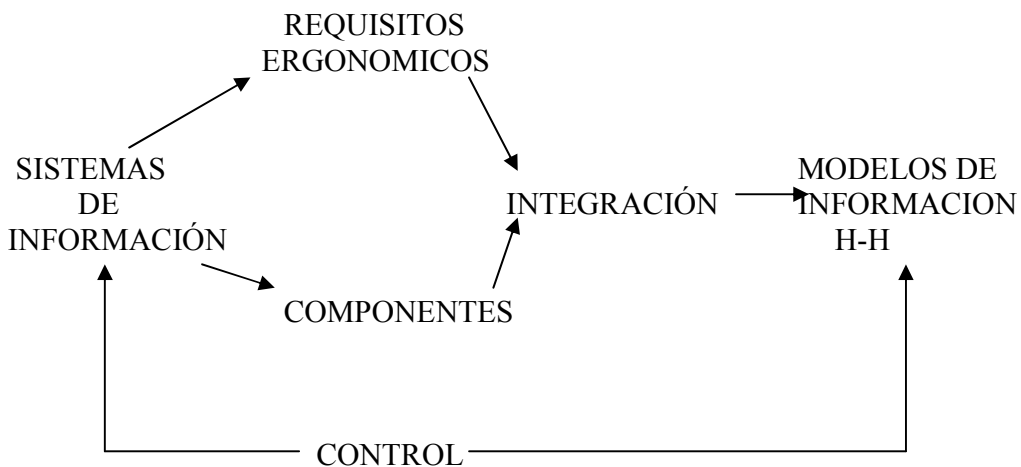 REQUISITOS
ERGONOMICOS
SISTEMAS
DE
INFORMACIÓN
INTEGRACIÓN
MODELOS DE
INFORMACION
H-H
COMPONENTES
CONTROL